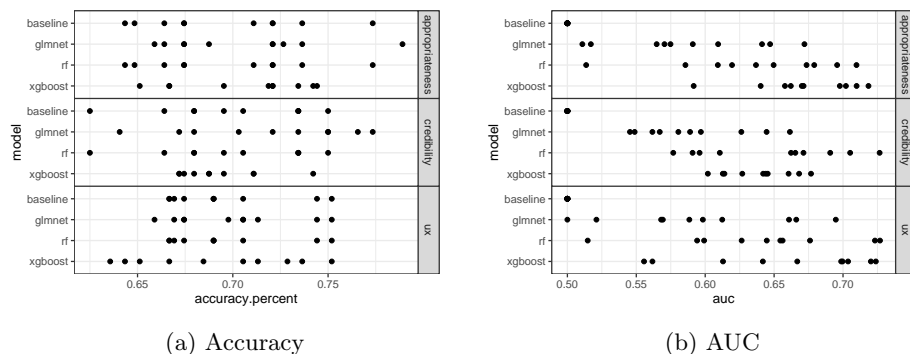 baseline
glmnet
rf
xgboost
appropriateness
baseline
glmnet
rf
xgboost
credibility
baseline
glmnet
rf
xgboost
ux
model
0.65 0.70 0.75
accuracy.percent
(a) Accuracy
baseline
glmnet
rf
xgboost
appropriateness
baseline
glmnet
rf
xgboost
credibility
baseline
glmnet
rf
xgboost
ux
model
0.50 0.55 0.60 0.65 0.70
auc
(b) AUC